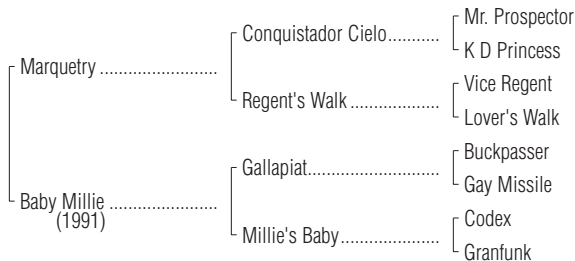 Mr. Prospector
Conquistador Cielo..........
K D Princess
Marquetry ........................
Vice Regent
Regent's Walk ..................
Lover's Walk
Buckpasser
Gallapiat..........................
Gay Missile
Baby Millie ......................
(1991)
Codex
Millie's Baby....................
Granfunk